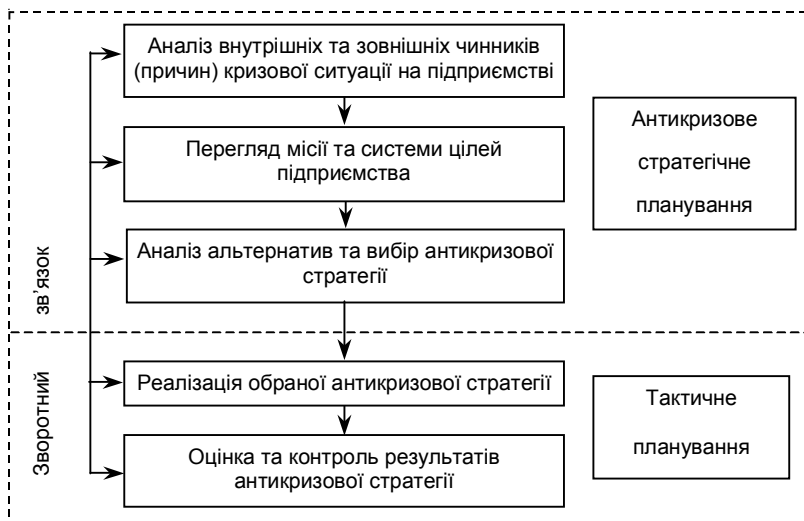 Аналіз внутрішніх та зовнішніх чинників
(причин) кризової ситуації на підприємстві
Перегляд місії та системи цілей
підприємства
Аналіз альтернатив та вибір антикризової
стратегії
Антикризове
стратегічне
планування
Реалізація обраної антикризової стратегії
Оцінка та контроль результатів
антикризової стратегії
Тактичне
планування
Зворотний зв’язок